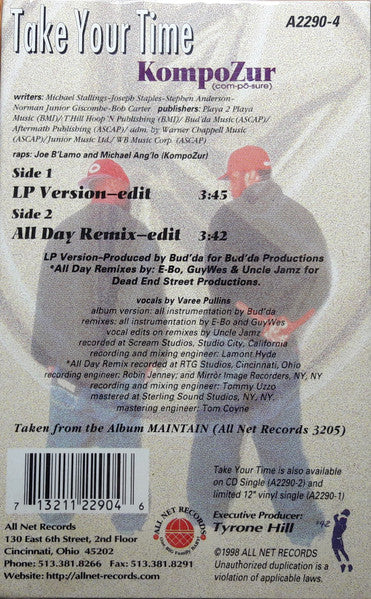 Take Your Time
A2290-4
KompoZur
(com-pō-sure)
writers: Michael Stallings-Joseph Staples-Stephen Anderson-
Norman Junior Giscombe-Bob Carter publishers: Playa 2 Playa
Music (BMI)/T'Hill Hoop'N Publishing (BMI)/ Bud'da Music (ASCAP)/
Aftermath Publishing (ASCAP)/ adm. by Warner Chappell Music
(ASCAP)/Junior Music Ltd./ WB Music Corp. (ASCAP)
raps: Joe B'Lamo and Michael Ang'lo (KompoZur)
Side 1
LP Version–edit 3:45
Side 2
All Day Remix–edit 3:42
LP Version–Produced by Bud'da for Bud'da Productions
*All Day Remixes by: E-Bo, GuyWes & Uncle Jamz for
Dead End Street Productions.
vocals by Varee Pullins
album version: all instrumentation by Bud'da
remixes: all instrumentation by E-Bo and GuyWes
vocal edits on remixes by Uncle Jamz
recorded at Scream Studios, Studio City, California
recording and mixing engineer: Lamont Hyde
*All Day Remix recorded at RTG Studios, Cincinnati, Ohio
recording engineer: Robin Jenney; and Mirror Image Recorders, NY, NY
recording and mixing engineer: Tommy Uzzo
mastered at Sterling Sound Studios, NY, NY.
mastering engineer: Tom Coyne
Taken from the Album MAINTAIN (All Net Records 3205)
7 13211 22904 6
ALL NET RECORDS
Take Your Time is also available
on CD Single (A2290-2) and
limited 12" vinyl single (A2290-1)
Executive Producer:
Tyrone Hill
#42
All Net Records
130 East 6th Street, 2nd Floor
Cincinnati, Ohio 45202
Phone: 513.381.8266 Fax: 513.381.8291
Website: http://allnet-records.com
©1998 ALL NET RECORDS
Unauthorized duplication is a
violation of applicable laws.